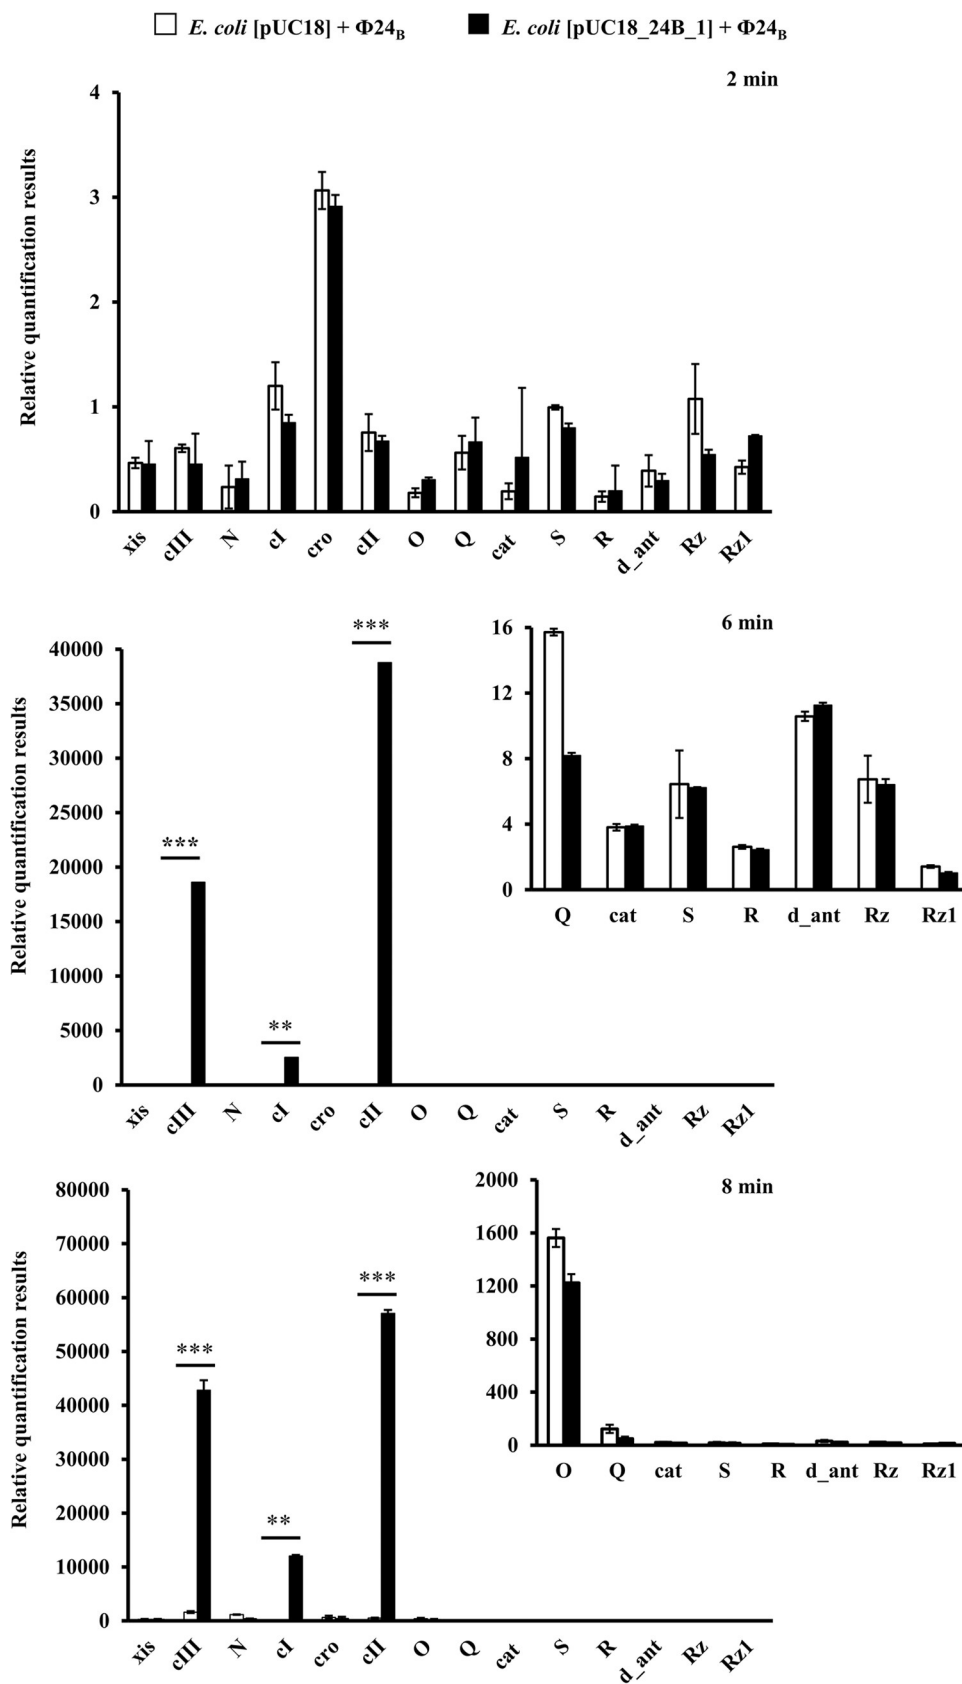 E. coli [pUC18] + Φ24B E. coli [pUC18_24B_1] + Φ24B
2 min
Relative quantification results
4
3
2
1
0
xis cIII N cI cro cII O Q cat S R d_ant Rz Rz1
6 min
Relative quantification results
40000
35000
30000
25000
20000
15000
10000
5000
0
*** ** ***
xis cIII N cI cro cII O Q cat S R d_ant Rz Rz1
16
12
8
4
0
Q cat S R d_ant Rz Rz1
8 min
Relative quantification results
80000
70000
60000
50000
40000
30000
20000
10000
0
*** ** ***
xis cIII N cI cro cII O Q cat S R d_ant Rz Rz1
2000
1600
1200
800
400
0
O Q cat S R d_ant Rz Rz1